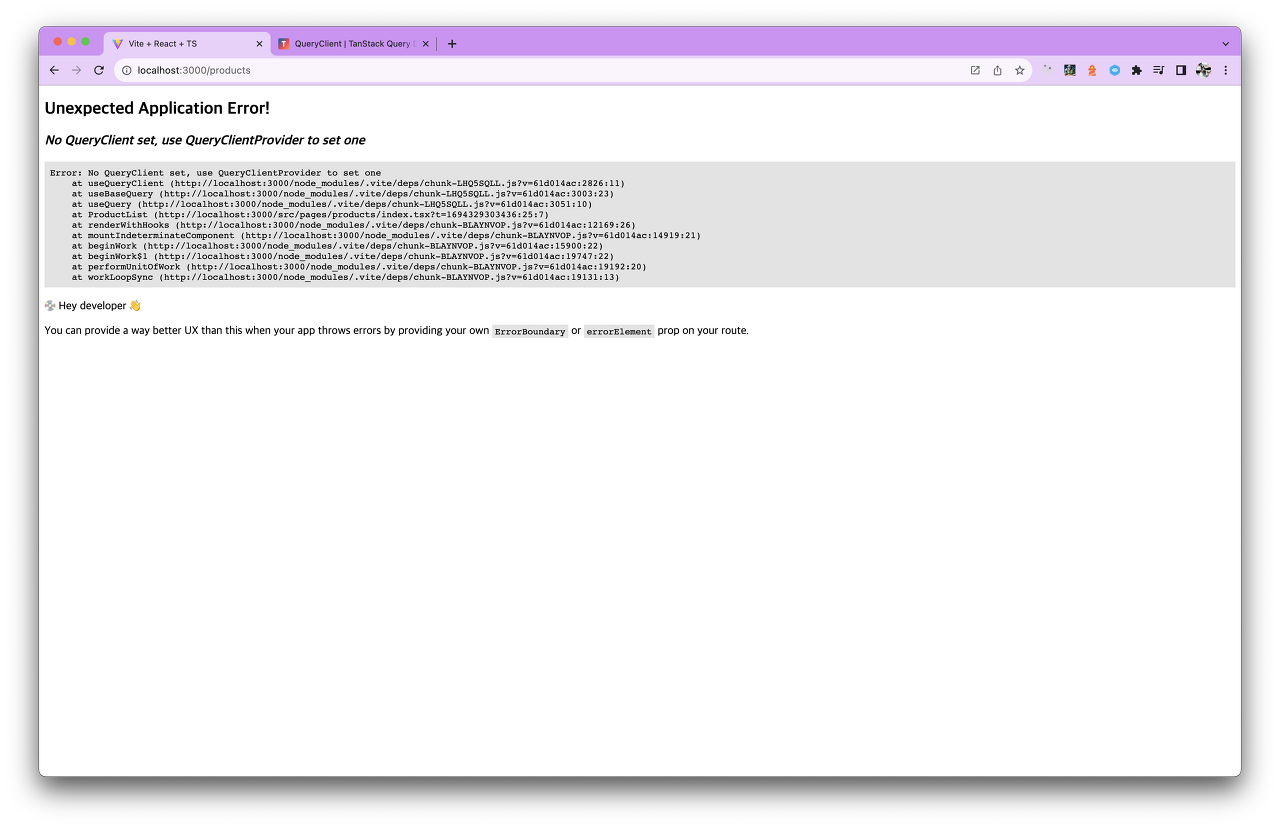 Vite + React + TS
QueryClient | TanStack Query
localhost:3000/products
Unexpected Application Error!
No QueryClient set, use QueryClientProvider to set one
Error: No QueryClient set, use QueryClientProvider to set one
at useQueryClient (http://localhost:3000/node_modules/.vite/deps/chunk-LHQ5SQLL.js?v=61d014ac:2826:11)
at useBaseQuery (http://localhost:3000/node_modules/.vite/deps/chunk-LHQ5SQLL.js?v=61d014ac:3003:23)
at useQuery (http://localhost:3000/node_modules/.vite/deps/chunk-LHQ5SQLL.js?v=61d014ac:3051:10)
at ProductList (http://localhost:3000/src/pages/products/index.tsx?t=1694329303436:25:7)
at renderWithHooks (http://localhost:3000/node_modules/.vite/deps/chunk-BLAYNVOP.js?v=61d014ac:12169:26)
at mountIndeterminateComponent (http://localhost:3000/node_modules/.vite/deps/chunk-BLAYNVOP.js?v=61d014ac:14919:21)
at beginWork (http://localhost:3000/node_modules/.vite/deps/chunk-BLAYNVOP.js?v=61d014ac:15900:22)
at beginWork$1 (http://localhost:3000/node_modules/.vite/deps/chunk-BLAYNVOP.js?v=61d014ac:19747:22)
at performUnitOfWork (http://localhost:3000/node_modules/.vite/deps/chunk-BLAYNVOP.js?v=61d014ac:19192:20)
at workLoopSync (http://localhost:3000/node_modules/.vite/deps/chunk-BLAYNVOP.js?v=61d014ac:19131:13)
💿 Hey developer 👋
You can provide a way better UX than this when your app throws errors by providing your own ErrorBoundary or errorElement prop on your route.